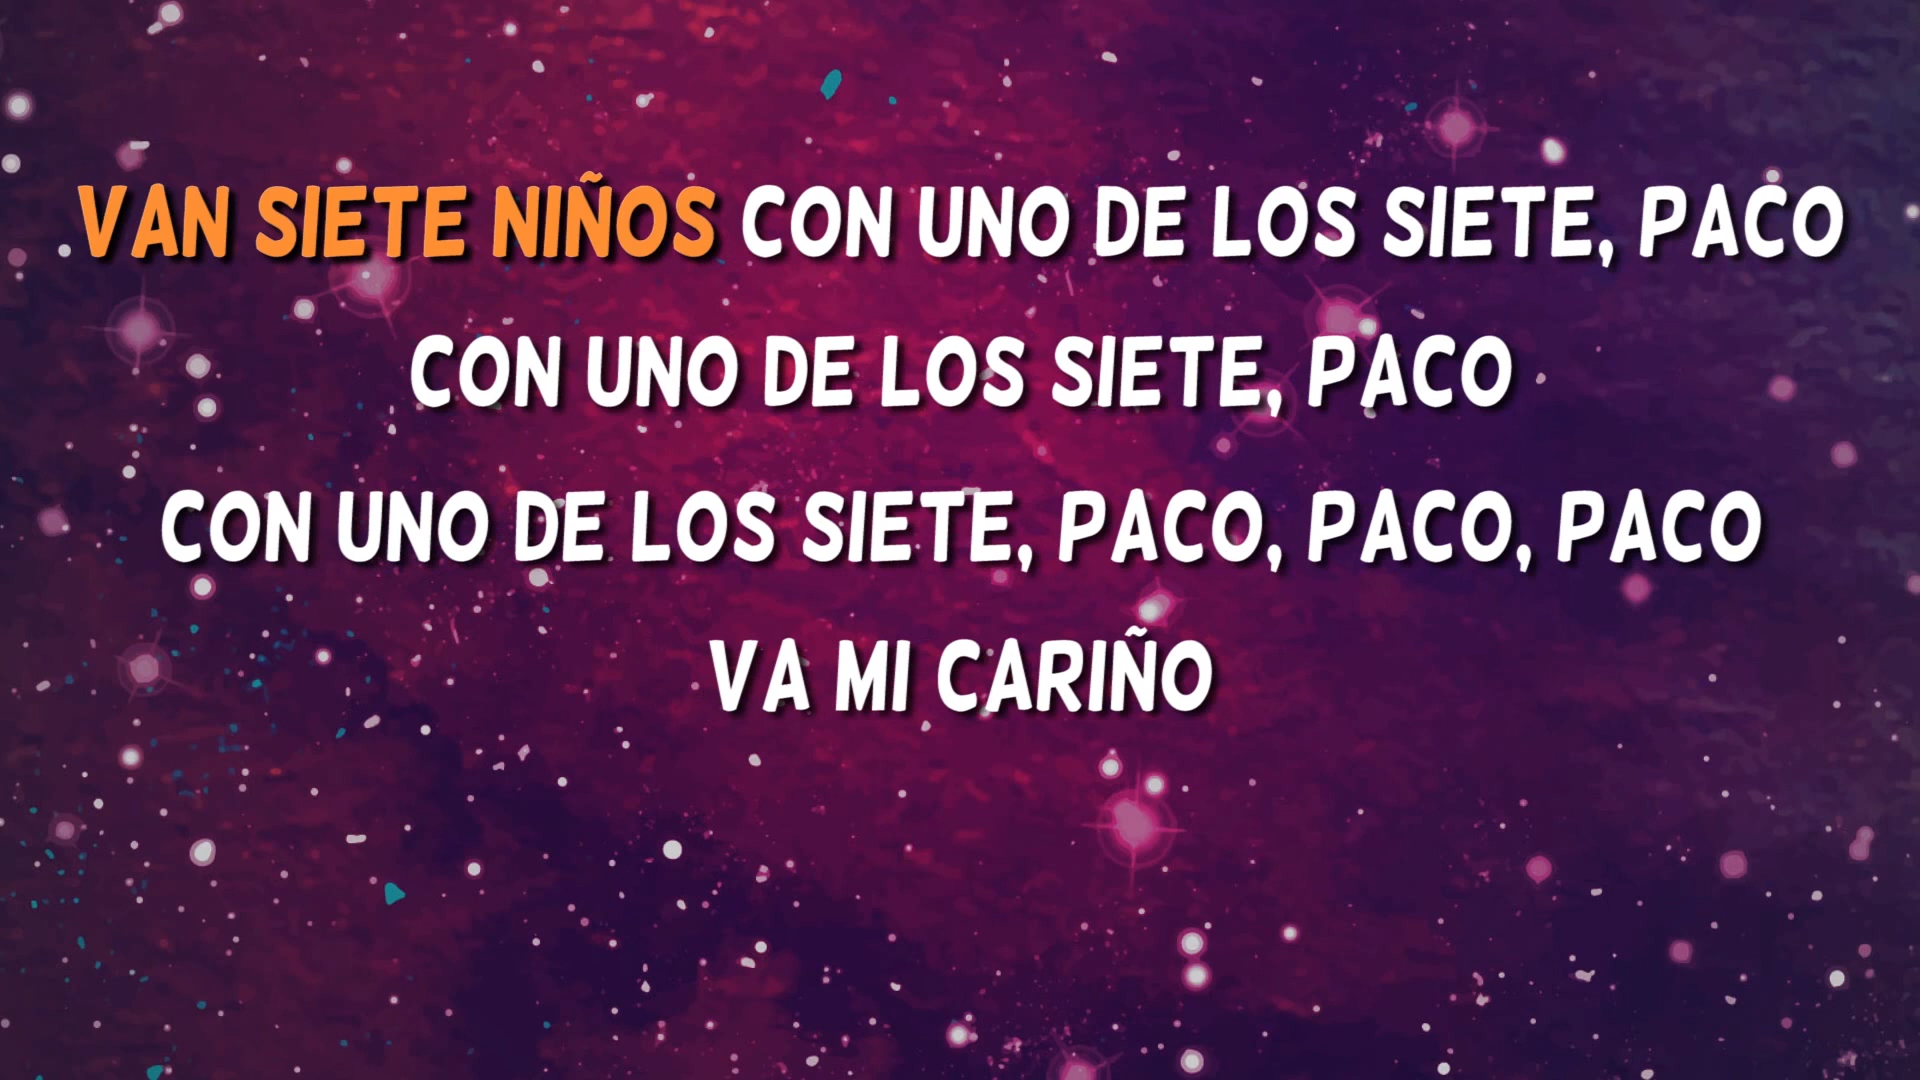 VAN SIETE NIÑOS CON UNO DE LOS SIETE, PACO
CON UNO DE LOS SIETE, PACO
CON UNO DE LOS SIETE, PACO, PACO, PACO
VA MI CARIÑO